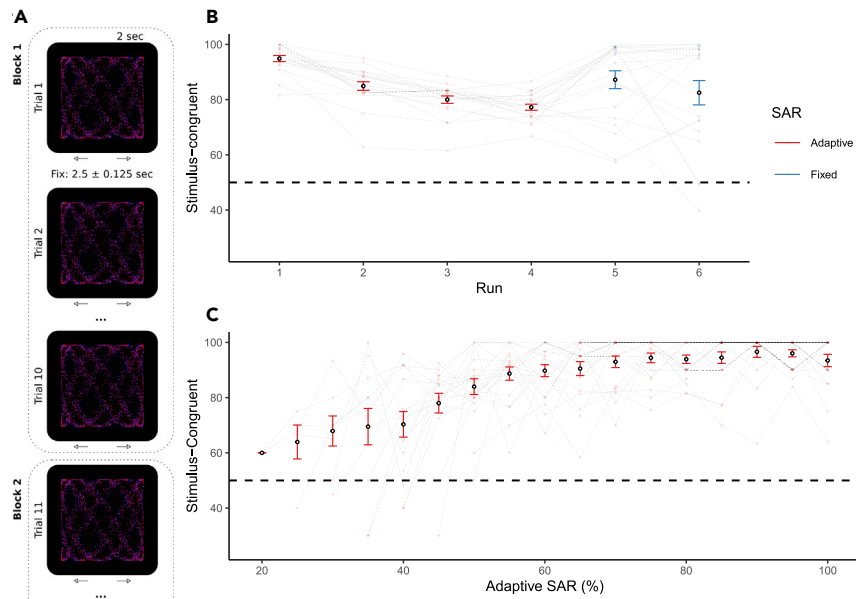 A
Block 1
2 sec
Trial 1
Fix: 2.5 ± 0.125 sec
Trial 2
...
Trial 10
Block 2
Trial 11
...
B
Stimulus−congruent
100
80
60
40
1 2 3 4 5 6
Run
SAR
Adaptive
Fixed
C
Stimulus−Congruent
100
80
60
40
20 40 60 80 100
Adaptive SAR (%)